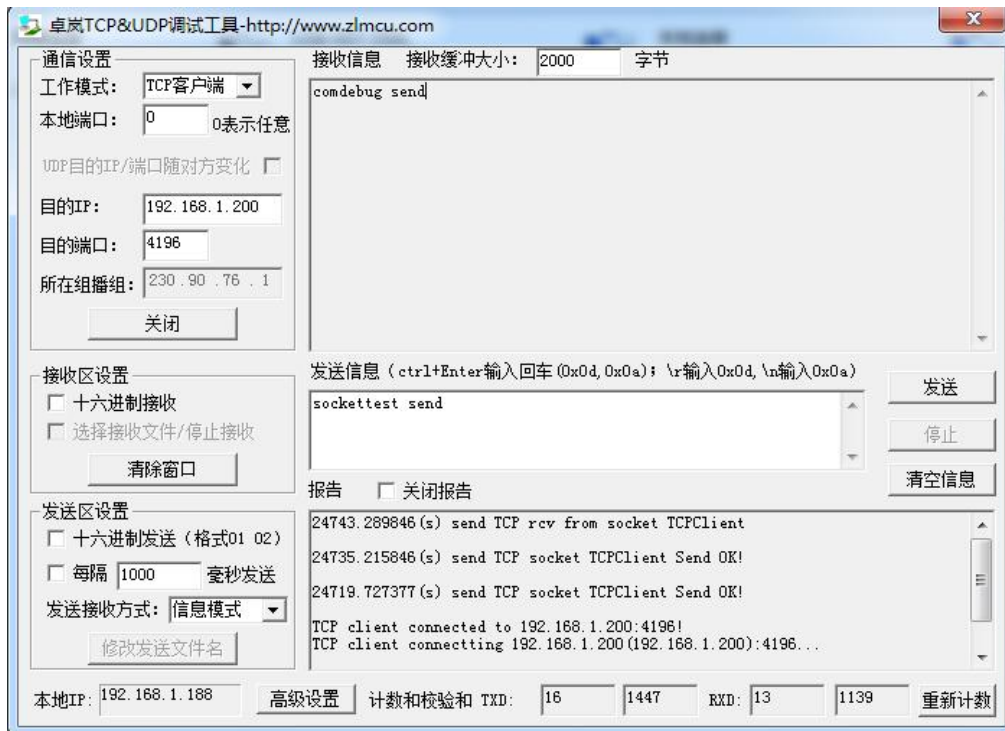 卓岚TCP&UDP调试工具-http://www.zlmcu.com
通信设置
工作模式: TCP客户端
本地端口: 0 0表示任意
UDP目的IP/端口随对方变化
目的IP: 192.168.1.200
目的端口: 4196
所在组播组: 230.90.76.1
关闭
接收区设置
十六进制接收
选择接收文件/停止接收
清除窗口
发送区设置
十六进制发送（格式01 02）
每隔 1000 毫秒发送
发送接收方式: 信息模式
修改发送文件名
接收信息 接收缓冲大小: 2000 字节
comdebug send
发送信息（ctrl+Enter输入回车(0x0d,0x0a); \r输入0x0d,\n输入0x0a）
sockettest send
发送
停止
清空信息
报告 关闭报告
24743.289846(s) send TCP rcv from socket TCPClient
24735.215846(s) send TCP socket TCPClient Send OK!
24719.727377(s) send TCP socket TCPClient Send OK!
TCP client connected to 192.168.1.200:4196!
TCP client connectting 192.168.1.200(192.168.1.200):4196...
本地IP: 192.168.1.188 高级设置 计数和校验和 TXD: 16 1447 RXD: 13 1139 重新计数